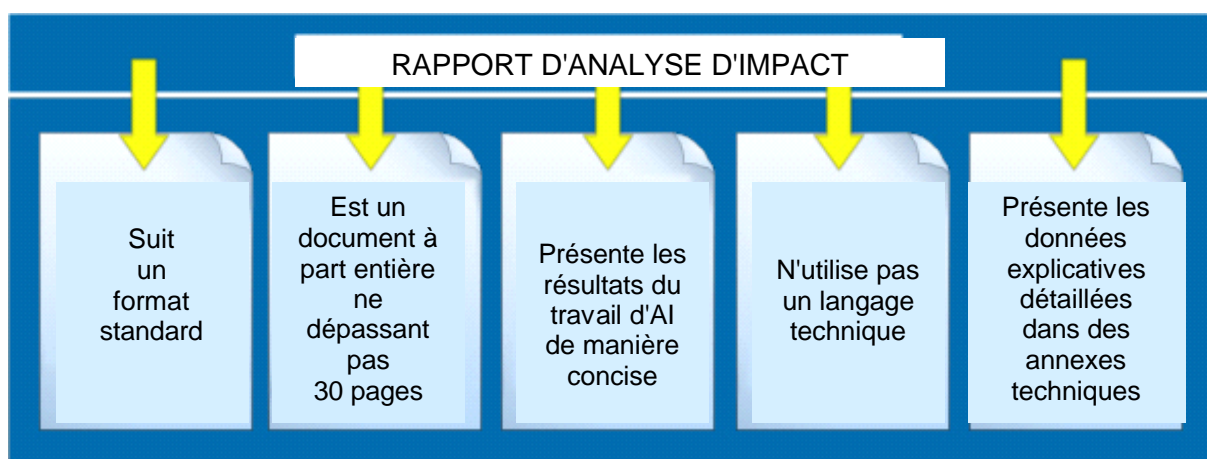 RAPPORT D'ANALYSE D'IMPACT
Suit
un
format
standard
Est un
document à
part entière
ne
dépassant
pas
30 pages
Présente les
résultats du
travail d'AI
de manière
concise
N'utilise pas
un langage
technique
Présente les
données
explicatives
détaillées
dans des
annexes
techniques